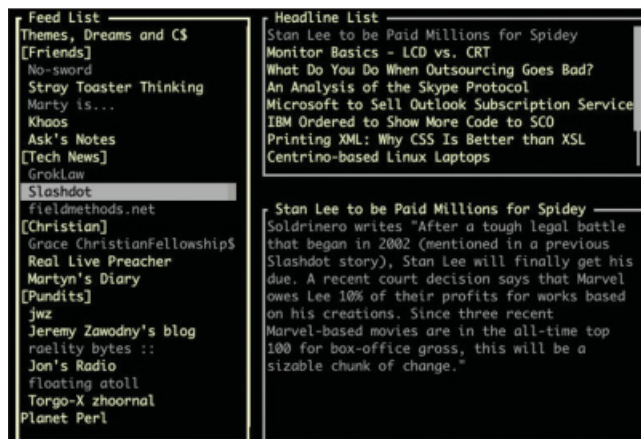 Feed List
Themes, Dreams and C$
[Friends]
No-sword
Stray Toaster Thinking
Marty is...
Khaos
Ask's Notes
[Tech News]
GrokLaw
Slashdot
fieldmethods.net
[Christian]
Grace ChristianFellowship$
Real Live Preacher
Martyn's Diary
[Pundits]
jwz
Jeremy Zawodny's blog
raelity bytes ::
Jon's Radio
floating atoll
Torgo-X zhoornal
Planet Perl
Headline List
Stan Lee to be Paid Millions for Spidey
Monitor Basics - LCD vs. CRT
What Do You Do When Outsourcing Goes Bad?
An Analysis of the Skype Protocol
Microsoft to Sell Outlook Subscription Service
IBM Ordered to Show More Code to SCO
Printing XML: Why CSS Is Better than XSL
Centrino-based Linux Laptops
Stan Lee to be Paid Millions for Spidey
Soldrinero writes "After a tough legal battle
that began in 2002 (mentioned in a previous
Slashdot story), Stan Lee will finally get his
due. A recent court decision says that Marvel
owes Lee 10% of their profits for works based
on his creations. Since three recent
Marvel-based movies are in the all-time top
100 for box-office gross, this will be a
sizable chunk of change."